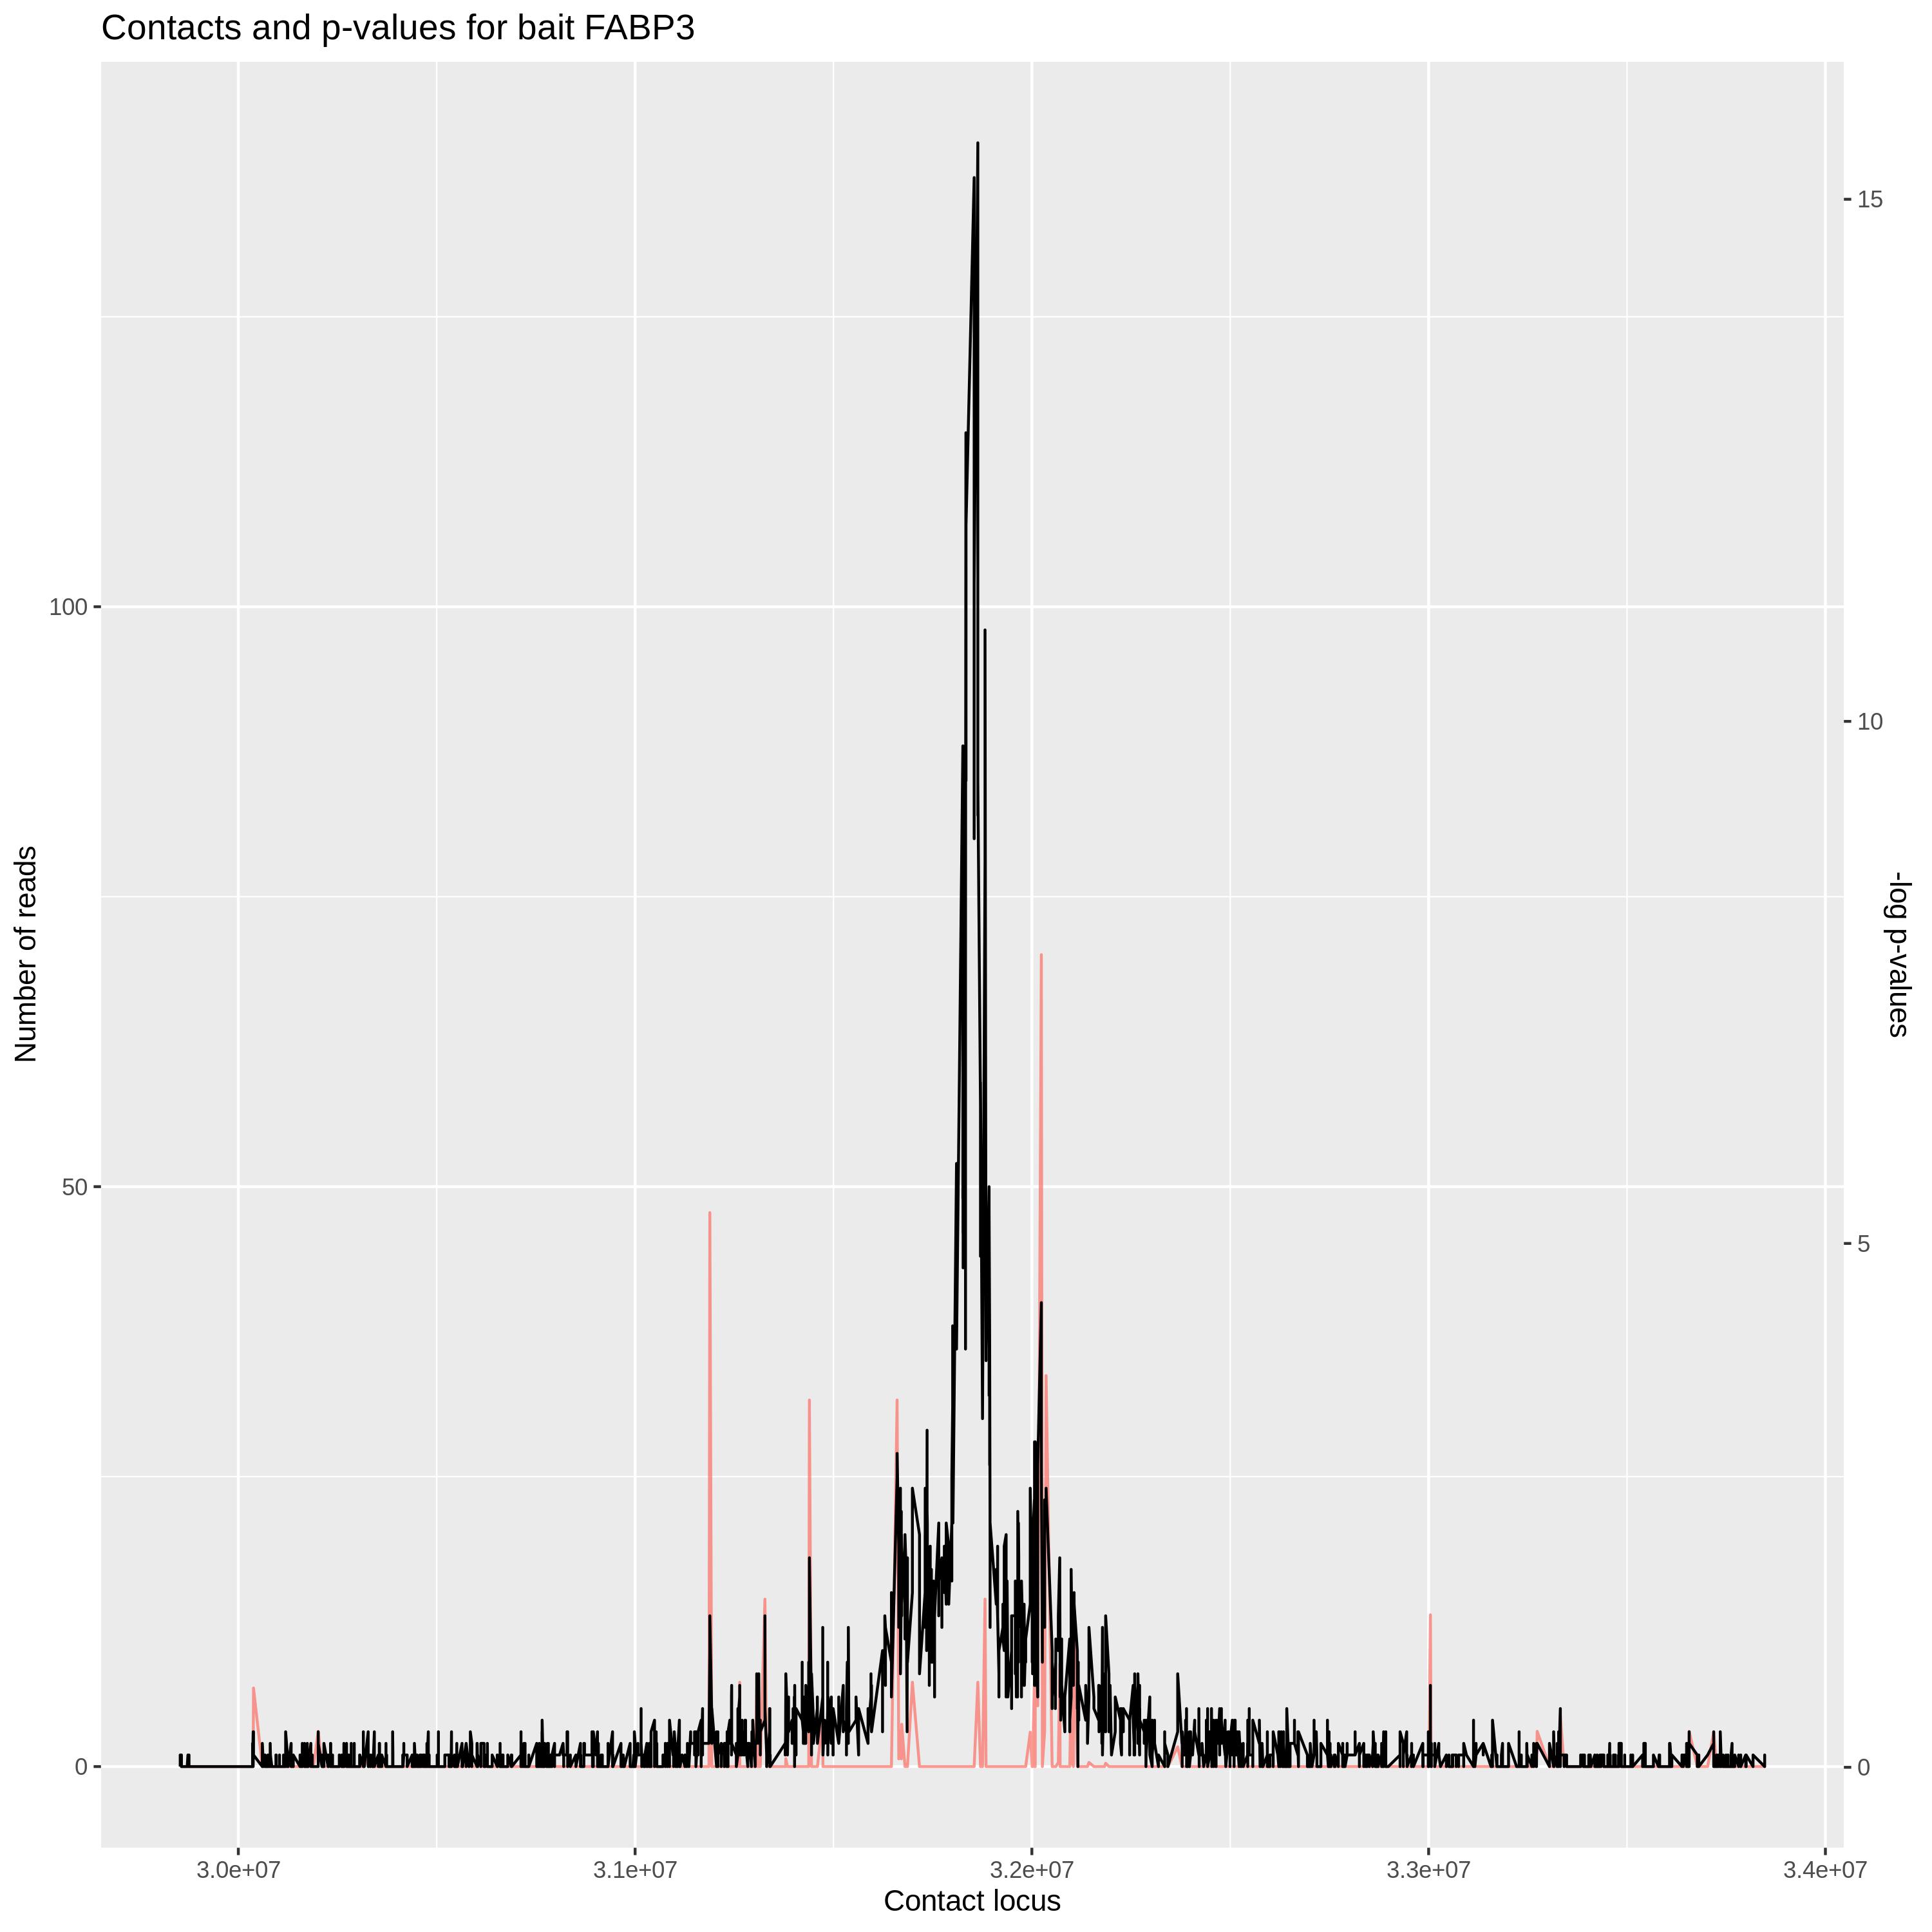 Contacts and p-values for bait FABP3
Number of reads
100
50
0
15
10
5
0
-log p-values
3.0e+07
3.1e+07
3.2e+07
3.3e+07
3.4e+07
Contact locus